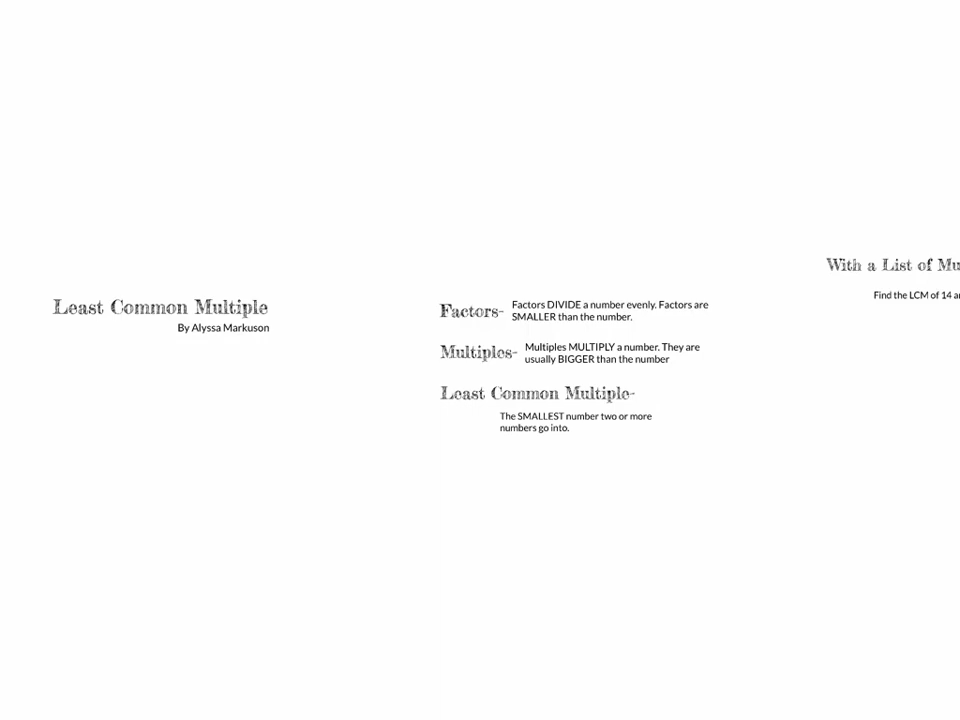 Least Common Multiple
By Alyssa Markuson
Factors-
Factors DIVIDE a number evenly. Factors are
SMALLER than the number.
Multiples-
Multiples MULTIPLY a number. They are
usually BIGGER than the number
Least Common Multiple-
The SMALLEST number two or more
numbers go into.
With a List of
Find the LCM of 14